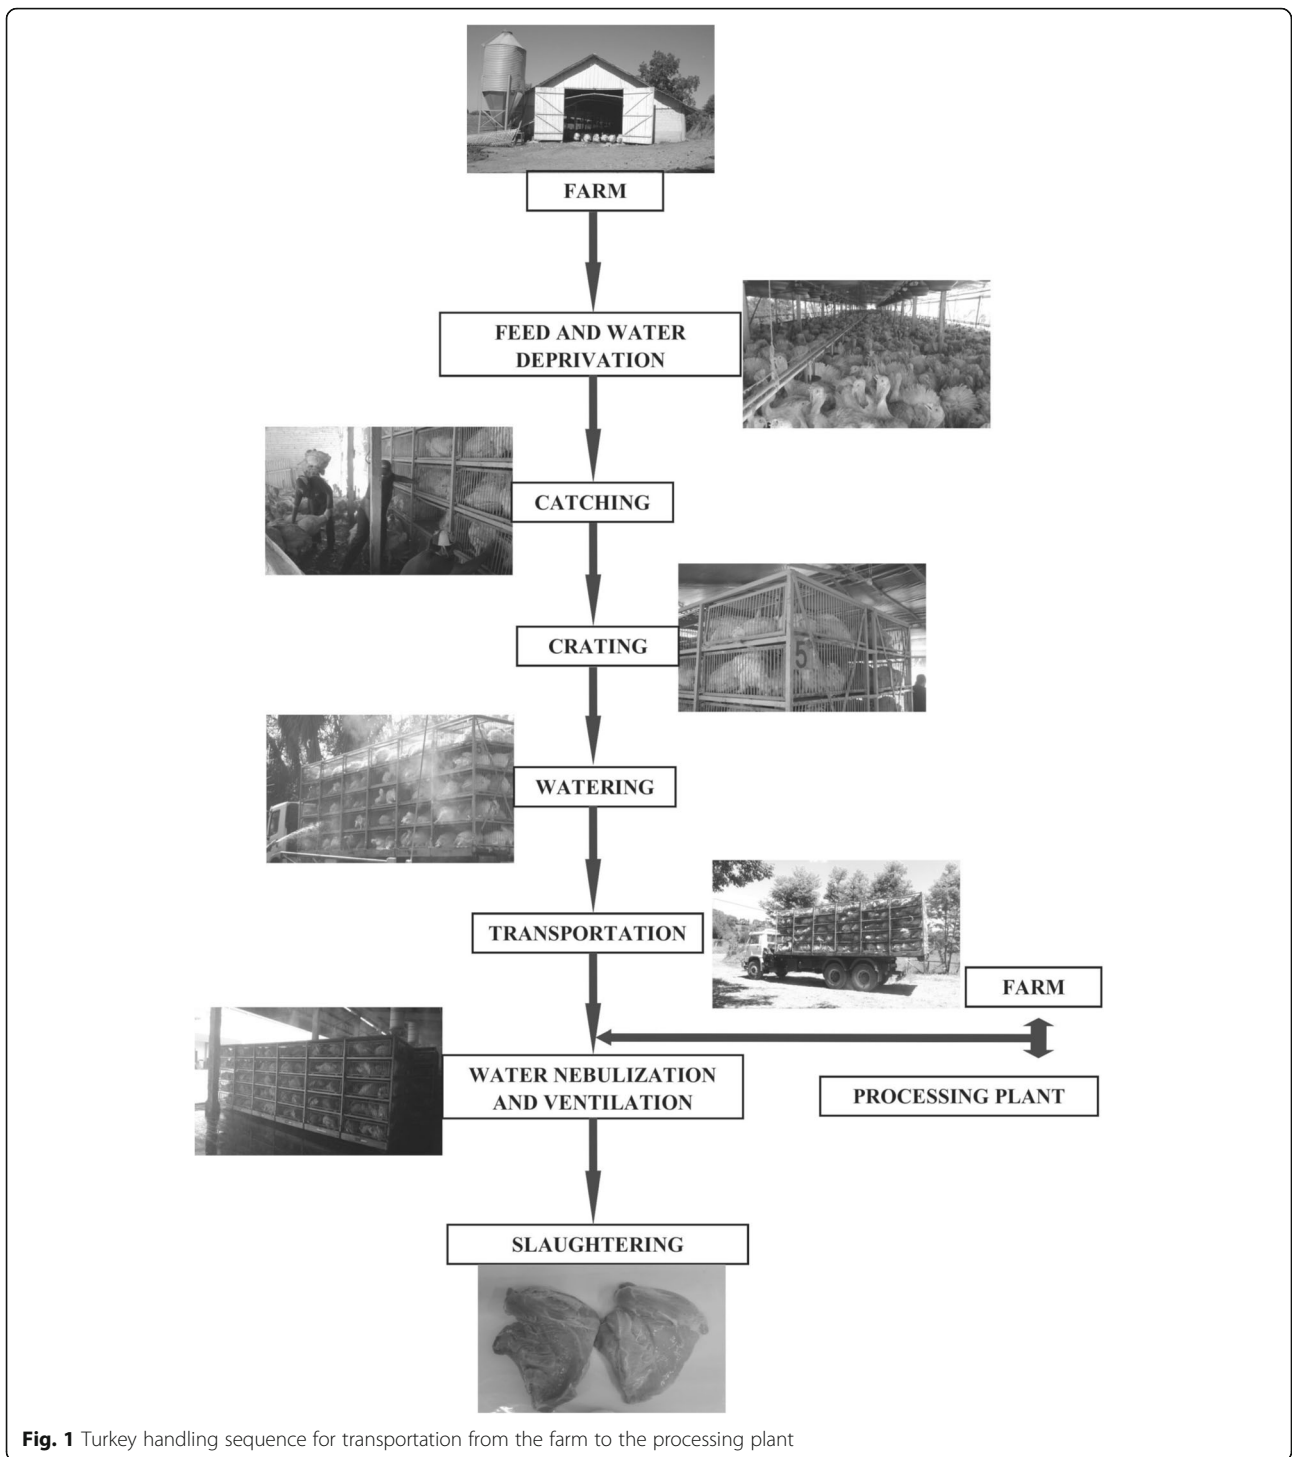 FARM
FEED AND WATER
DEPRIVATION
CATCHING
CRATING
5
WATERING
TRANSPORTATION
FARM
WATER NEBULIZATION
AND VENTILATION
PROCESSING PLANT
SLAUGHTERING
Fig. 1 Turkey handling sequence for transportation from the farm to the processing plant